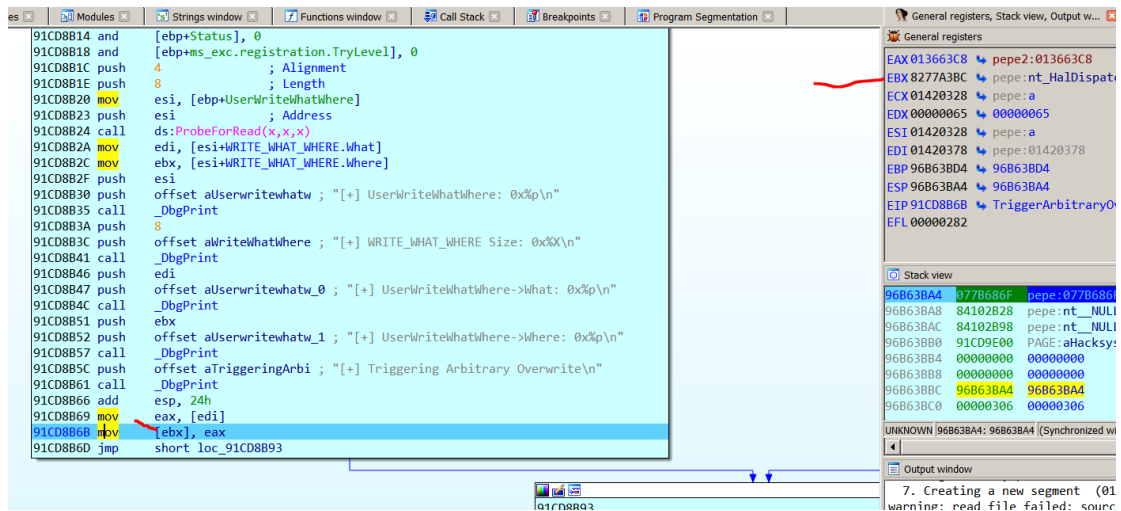 es Modules Strings window Functions window Call Stack Breakpoints Program Segmentation General registers, Stack view, Output w...
91CD8B14 and [ebp+Status], 0
91CD8B18 and [ebp+ms_exc.registration.TryLevel], 0
91CD8B1C push 4 ; Alignment
91CD8B1E push 8 ; Length
91CD8B20 mov esi, [ebp+UserWriteWhatWhere]
91CD8B23 push esi ; Address
91CD8B24 call ds:ProbeForRead(x,x,x)
91CD8B2A mov edi, [esi+WRITE_WHAT_WHERE.What]
91CD8B2C mov ebx, [esi+WRITE_WHAT_WHERE.Where]
91CD8B2F push esi
91CD8B30 push offset aUserwritewhatw ; "[+] UserWriteWhatWhere: 0x%p\n"
91CD8B35 call _DbgPrint
91CD8B3A push 8
91CD8B3C push offset aWriteWhatWhere ; "[+] WRITE_WHAT_WHERE Size: 0x%X\n"
91CD8B41 call _DbgPrint
91CD8B46 push edi
91CD8B47 push offset aUserwritewhatw_0 ; "[+] UserWriteWhatWhere->What: 0x%p\n"
91CD8B4C call _DbgPrint
91CD8B51 push ebx
91CD8B52 push offset aUserwritewhatw_1 ; "[+] UserWriteWhatWhere->Where: 0x%p\n"
91CD8B57 call _DbgPrint
91CD8B5C push offset aTriggeringArbi ; "[+] Triggering Arbitrary Overwrite\n"
91CD8B61 call _DbgPrint
91CD8B66 add esp, 24h
91CD8B69 mov eax, [edi]
91CD8B6B mov [ebx], eax
91CD8B6D jmp short loc_91CD8B93
91CD8B93
General registers
EAX 013663C8 pepe2:013663C8
EBX 8277A3BC pepe:nt_HalDispatc
ECX 01420328 pepe:a
EDX 00000065 00000065
ESI 01420328 pepe:a
EDI 01420378 pepe:01420378
EBP 96B63BD4 96B63BD4
ESP 96B63BA4 96B63BA4
EIP 91CD8B6B TriggerArbitraryOv
EFL 00000282
Stack view
96B63BA4 077B686F pepe:077B686F
96B63BA8 84102B28 pepe:nt__NULL
96B63BAC 84102B98 pepe:nt__NULL
96B63BB0 91CD9E00 PAGE:aHacksys
96B63BB4 00000000 00000000
96B63BB8 00000000 00000000
96B63BBC 96B63BA4 96B63BA4
96B63BC0 00000306 00000306
UNKNOWN 96B63BA4: 96B63BA4 (Synchronized wi
Output window
7. Creating a new segment (01
warning: read file failed: sourc